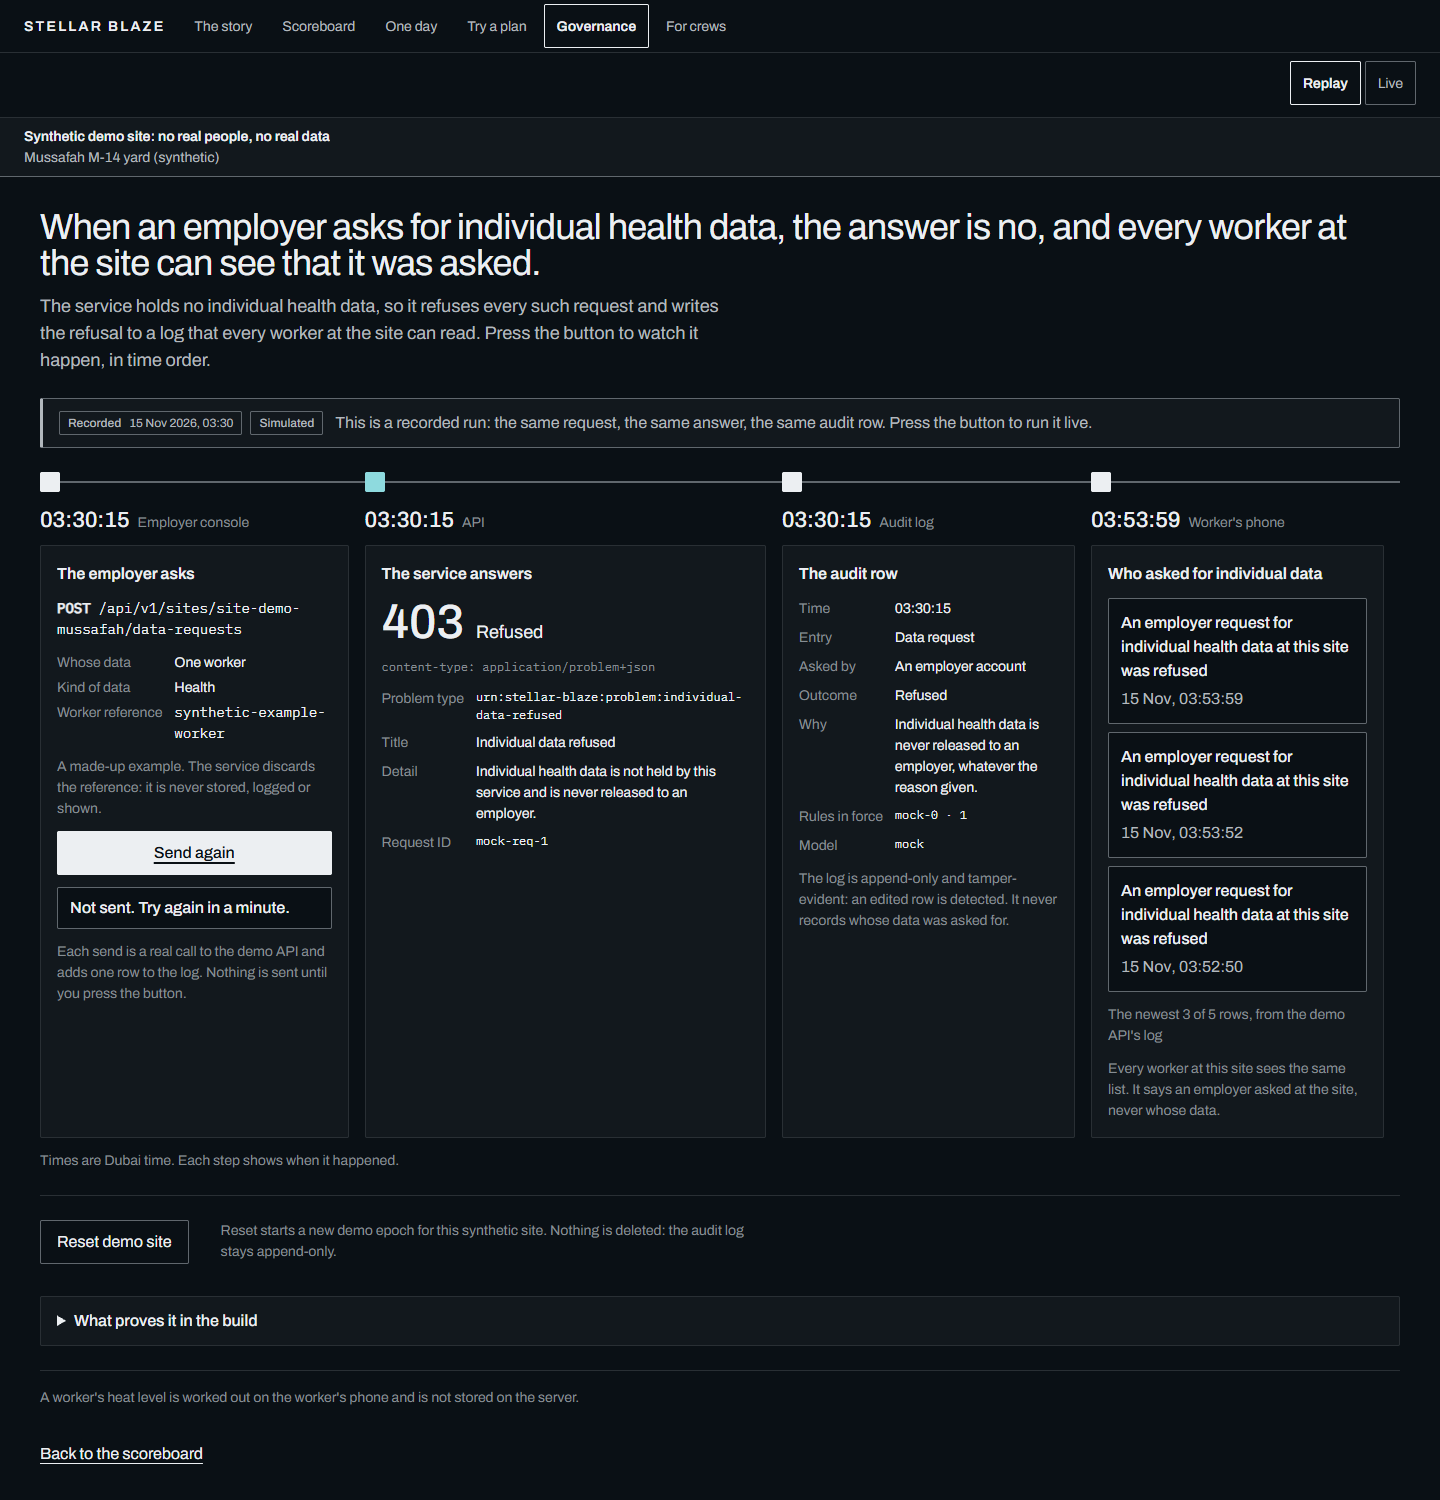 STELLAR BLAZE
The story
Scoreboard
One day
Try a plan
Governance
For crews
Replay
Live
Synthetic demo site: no real people, no real data
Mussafah M-14 yard (synthetic)
When an employer asks for individual health data, the answer is no, and every worker at
the site can see that it was asked.
The service holds no individual health data, so it refuses every such request and writes
the refusal to a log that every worker at the site can read. Press the button to watch it
happen, in time order.
Recorded 15 Nov 2026, 03:30
Simulated
This is a recorded run: the same request, the same answer, the same audit row. Press the button to run it live.
03:30:15 Employer console
The employer asks
POST /api/v1/sites/site-demo-
mussafah/data-requests
Whose data One worker
Kind of data Health
Worker reference synthetic-example-
worker
A made-up example. The service discards
the reference: it is never stored, logged or
shown.
Send again
Not sent. Try again in a minute.
Each send is a real call to the demo API and
adds one row to the log. Nothing is sent until
you press the button.
03:30:15 API
The service answers
403 Refused
content-type: application/problem+json
Problem type urn:stellar-blaze:problem:individual-
data-refused
Title Individual data refused
Detail Individual health data is not held by this
service and is never released to an
employer.
Request ID mock-req-1
03:30:15 Audit log
The audit row
Time 03:30:15
Entry Data request
Asked by An employer account
Outcome Refused
Why Individual health data is
never released to an
employer, whatever the
reason given.
Rules in force mock-0 · 1
Model mock
The log is append-only and tamper-
evident: an edited row is detected. It never
records whose data was asked for.
03:53:59 Worker's phone
Who asked for individual data
An employer request for
individual health data at this site
was refused
15 Nov, 03:53:59
An employer request for
individual health data at this site
was refused
15 Nov, 03:53:52
An employer request for
individual health data at this site
was refused
15 Nov, 03:52:50
The newest 3 of 5 rows, from the demo
API's log
Every worker at this site sees the same
list. It says an employer asked at the site,
never whose data.
Times are Dubai time. Each step shows when it happened.
Reset demo site
Reset starts a new demo epoch for this synthetic site. Nothing is deleted: the audit log
stays append-only.
What proves it in the build
A worker's heat level is worked out on the worker's phone and is not stored on the server.
Back to the scoreboard